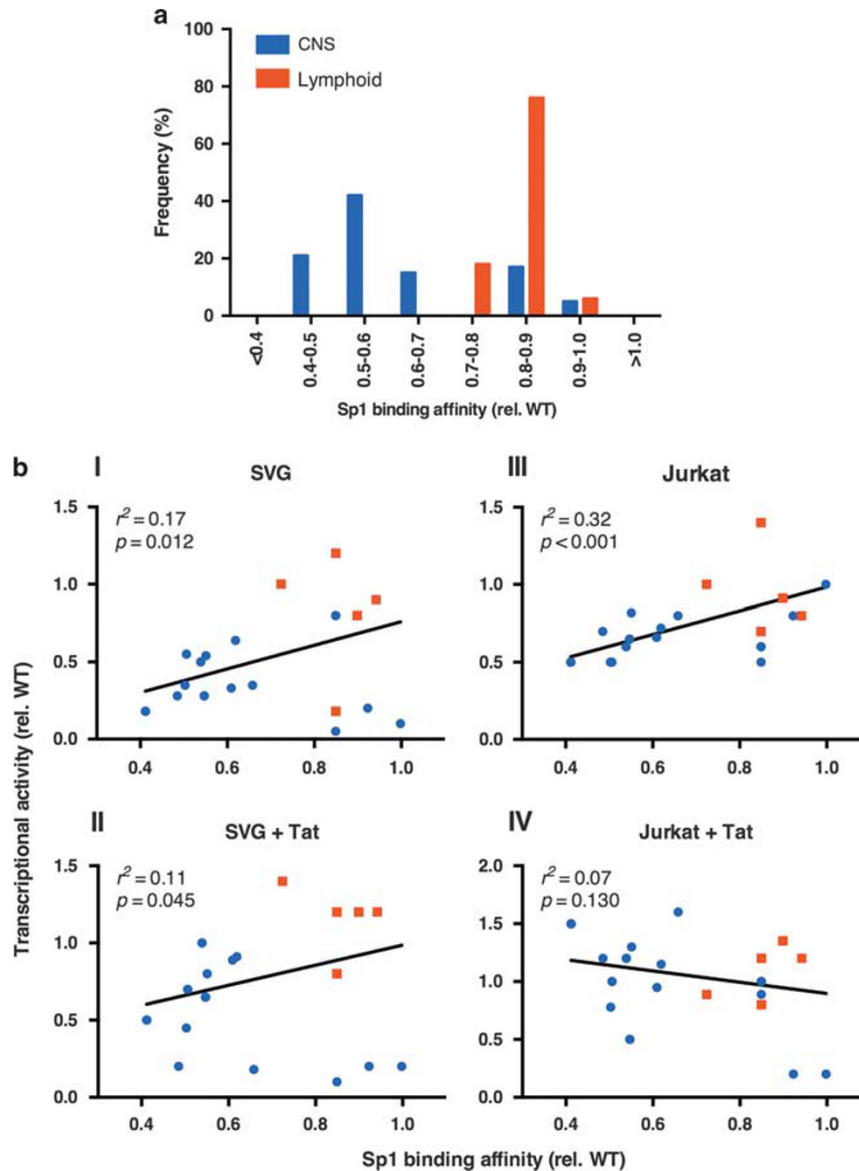 a
100
80
60
40
20
0
Frequency (%)
CNS
Lymphoid
<0.4
0.4-0.5
0.5-0.6
0.6-0.7
0.7-0.8
0.8-0.9
0.9-1.0
>1.0
Sp1 binding affinity (rel. WT)
b
Transcriptional activity (rel. WT)
I
SVG
r² = 0.17
p = 0.012
1.5
1.0
0.5
0.0
0.4 0.6 0.8 1.0
II
SVG + Tat
r² = 0.11
p = 0.045
1.5
1.0
0.5
0.0
0.4 0.6 0.8 1.0
III
Jurkat
r² = 0.32
p < 0.001
1.5
1.0
0.5
0.0
0.4 0.6 0.8 1.0
IV
Jurkat + Tat
r² = 0.07
p = 0.130
2.0
1.5
1.0
0.5
0.0
0.4 0.6 0.8 1.0
Sp1 binding affinity (rel. WT)